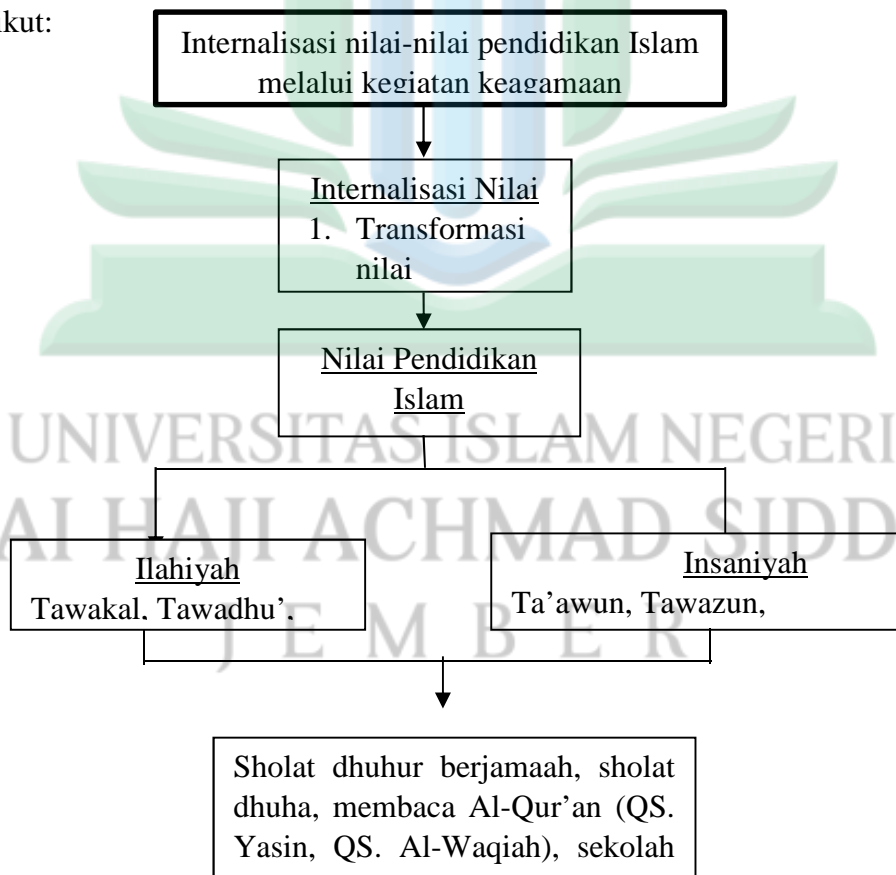 ikut:
Internalisasi nilai-nilai pendidikan Islam
melalui kegiatan keagamaan
Internalisasi Nilai
1. Transformasi
nilai
Nilai Pendidikan
Islam
UNIVERSITAS ISLAM NEGERI
AI HAJI ACHMAD SIDD
Ilahiyah
Tawakal, Tawadhu’,
Insaniyah
Ta’awun, Tawazun,
J E M B E R
Sholat dhuhur berjamaah, sholat
dhuha, membaca Al-Qur’an (QS.
Yasin, QS. Al-Waqiah), sekolah